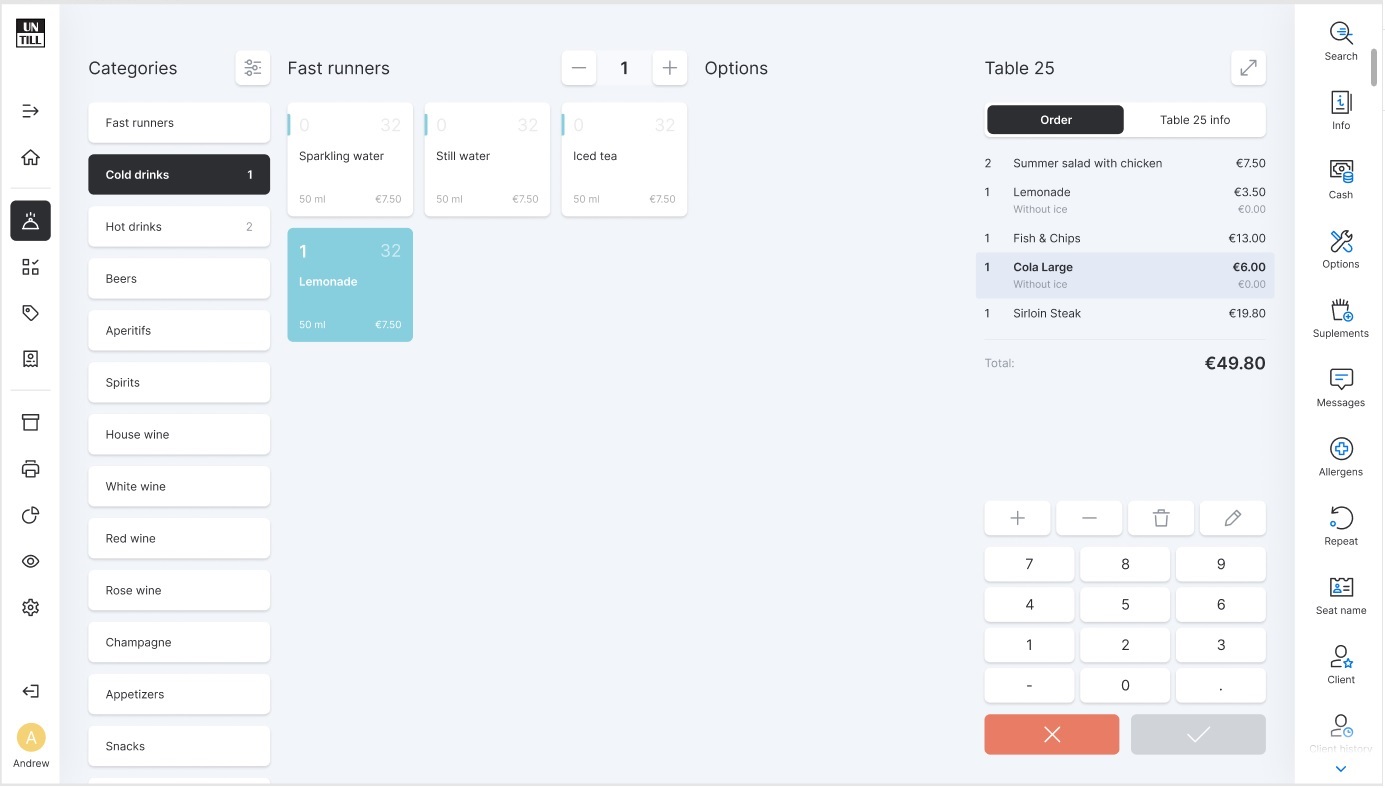 UN
TILL
Andrew
A
Categories
Fast runners
Cold drinks 1
Hot drinks 2
Beers
Aperitifs
Spirits
House wine
White wine
Red wine
Rose wine
Champagne
Appetizers
Snacks
Fast runners
1
0 32
Sparkling water
50 ml €7.50
0 32
Still water
50 ml €7.50
0 32
Iced tea
50 ml €7.50
1 32
Lemonade
50 ml €7.50
Options
Table 25
Order Table 25 info
2 Summer salad with chicken €7.50
1 Lemonade €3.50
Without ice €0.00
1 Fish & Chips €13.00
1 Cola Large €6.00
Without ice €0.00
1 Sirloin Steak €19.80
Total: €49.80
7 8 9
4 5 6
1 2 3
- 0 .
Search
Info
Cash
Options
Suplements
Messages
Allergens
Repeat
Seat name
Client
Client history